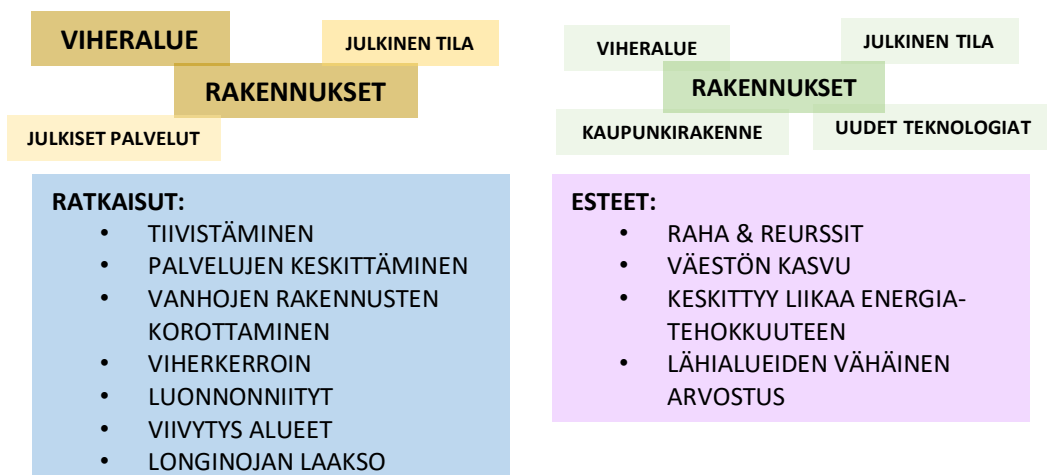 VIHERALUE
JULKINEN TILA
RAKENNUKSET
JULKISET PALVELUT
RATKAISUT:
• TIIVISTÄMINEN
• PALVELUJEN KESKITTÄMINEN
• VANHOJEN RAKENNUSTEN
KOROTTAMINEN
• VIHERKERROIN
• LUONNONNIITYT
• VIIVYTYS ALUEET
• LONGINOJAN LAAKSO
VIHERALUE
JULKINEN TILA
RAKENNUKSET
KAUPUNKIRAKENNE
UUDET TEKNOLOGIAT
ESTEET:
• RAHA & REURSSIT
• VÄESTÖN KASVU
• KESKITTYY LIIKAA ENERGIA-
TEHOKKUUTEEN
• LÄHIALUEIDEN VÄHÄINEN
ARVOSTUS